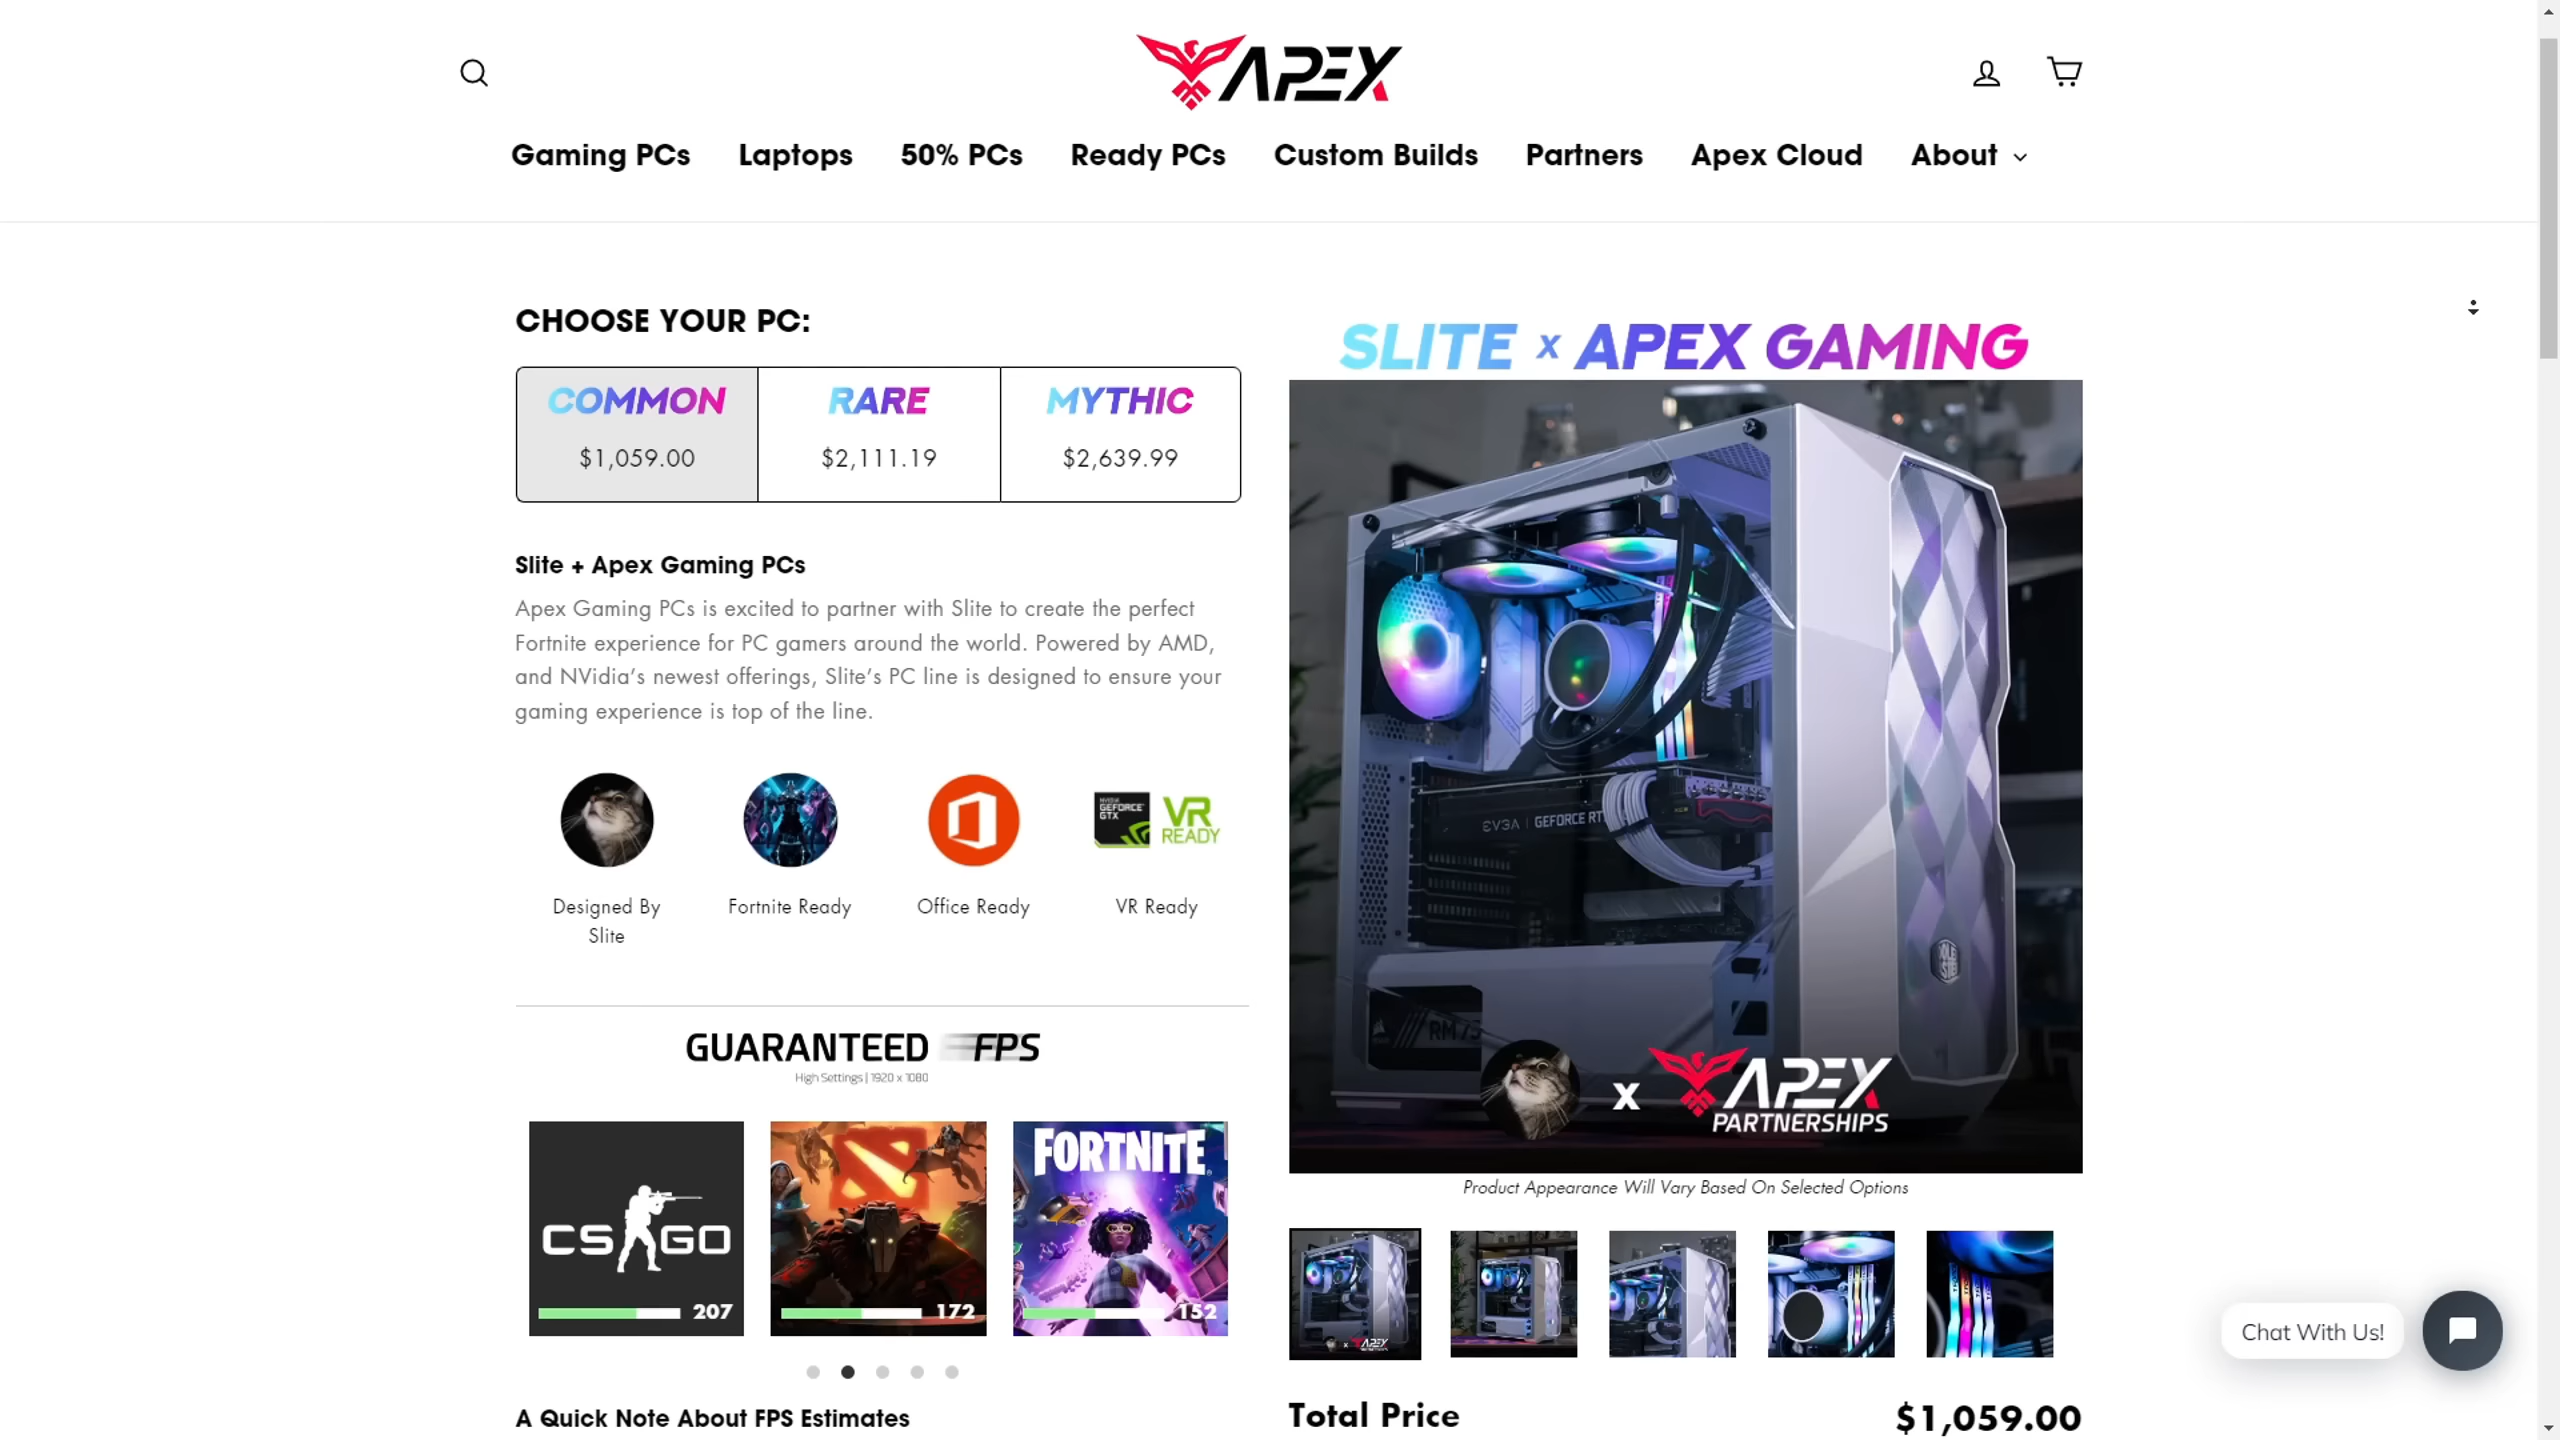 APEX
Gaming PCs
Laptops
50% PCs
Ready PCs
Custom Builds
Partners
Apex Cloud
About
CHOOSE YOUR PC:
COMMON
$1,059.00
RARE
$2,111.19
MYTHIC
$2,639.99
Slite + Apex Gaming PCs
Apex Gaming PCs is excited to partner with Slite to create the perfect
Fortnite experience for PC gamers around the world. Powered by AMD,
and NVidia’s newest offerings, Slite’s PC line is designed to ensure your
gaming experience is top of the line.
Designed By
Slite
Fortnite Ready
Office Ready
NVIDIA
GEFORCE
GTX
VR
READY
VR Ready
GUARANTEED FPS
High Settings | 1920 x 1080
CS GO
207
172
FORTNITE
152
A Quick Note About FPS Estimates
SLITE x APEX GAMING
EVGA | GEFORCE RT
RM75
x APEX
PARTNERSHIPS
Product Appearance Will Vary Based On Selected Options
x APEX
Total Price
$1,059.00
Chat With Us!